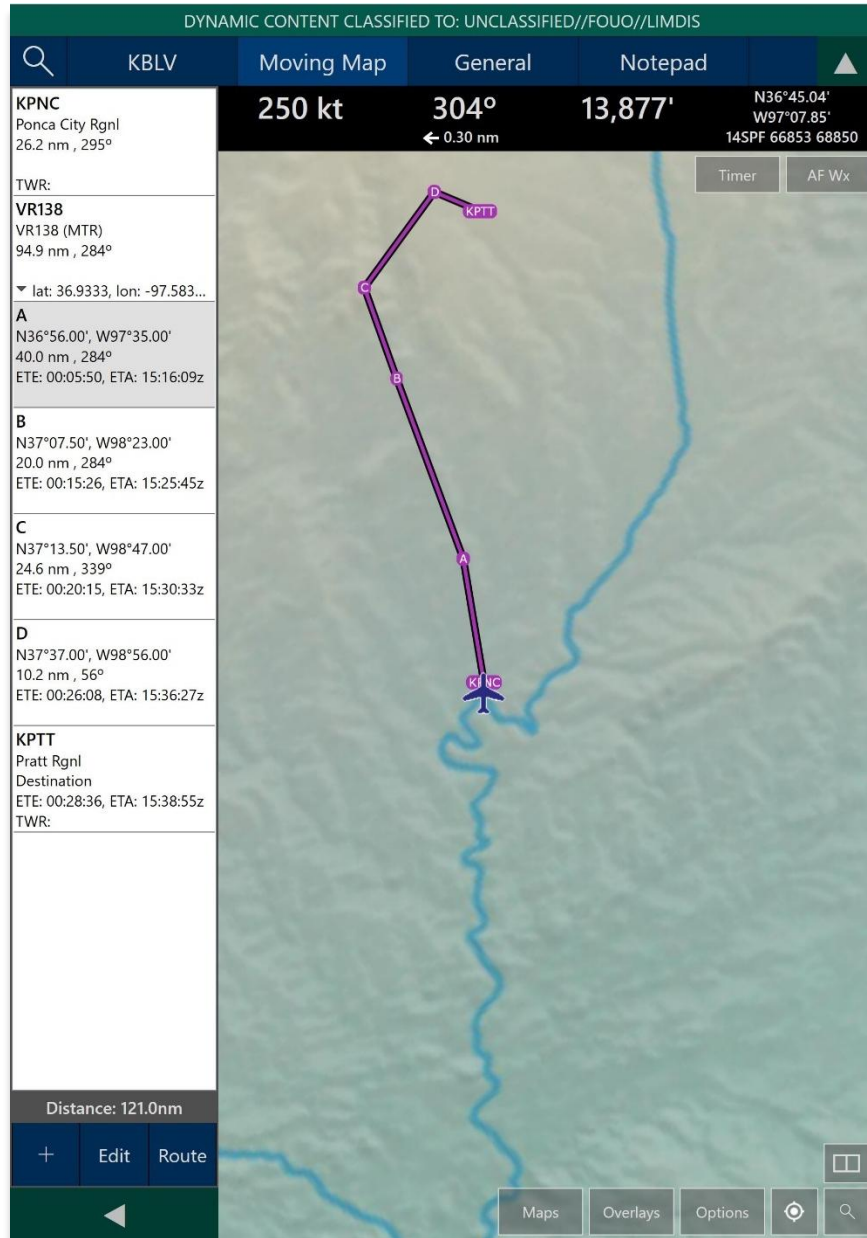 DYNAMIC CONTENT CLASSIFIED TO: UNCLASSIFIED//FOUO//LIMDIS
KBLV
Moving Map
General
Notepad
KPNC
Ponca City Rgnl
26.2 nm , 295º
TWR:
VR138
VR138 (MTR)
94.9 nm , 284º
lat: 36.9333, lon: -97.583...
A
N36°56.00', W97°35.00'
40.0 nm , 284º
ETE: 00:05:50, ETA: 15:16:09z
B
N37°07.50', W98°23.00'
20.0 nm , 284º
ETE: 00:15:26, ETA: 15:25:45z
C
N37°13.50', W98°47.00'
24.6 nm , 339º
ETE: 00:20:15, ETA: 15:30:33z
D
N37°37.00', W98°56.00'
10.2 nm , 56º
ETE: 00:26:08, ETA: 15:36:27z
KPTT
Pratt Rgnl
Destination
ETE: 00:28:36, ETA: 15:38:55z
TWR:
Distance: 121.0nm
+
Edit
Route
250 kt
304º
← 0.30 nm
13,877'
N36°45.04'
W97°07.85'
14SPF 66853 68850
Timer
AF Wx
D
KPTT
C
B
A
KPNC
Maps
Overlays
Options